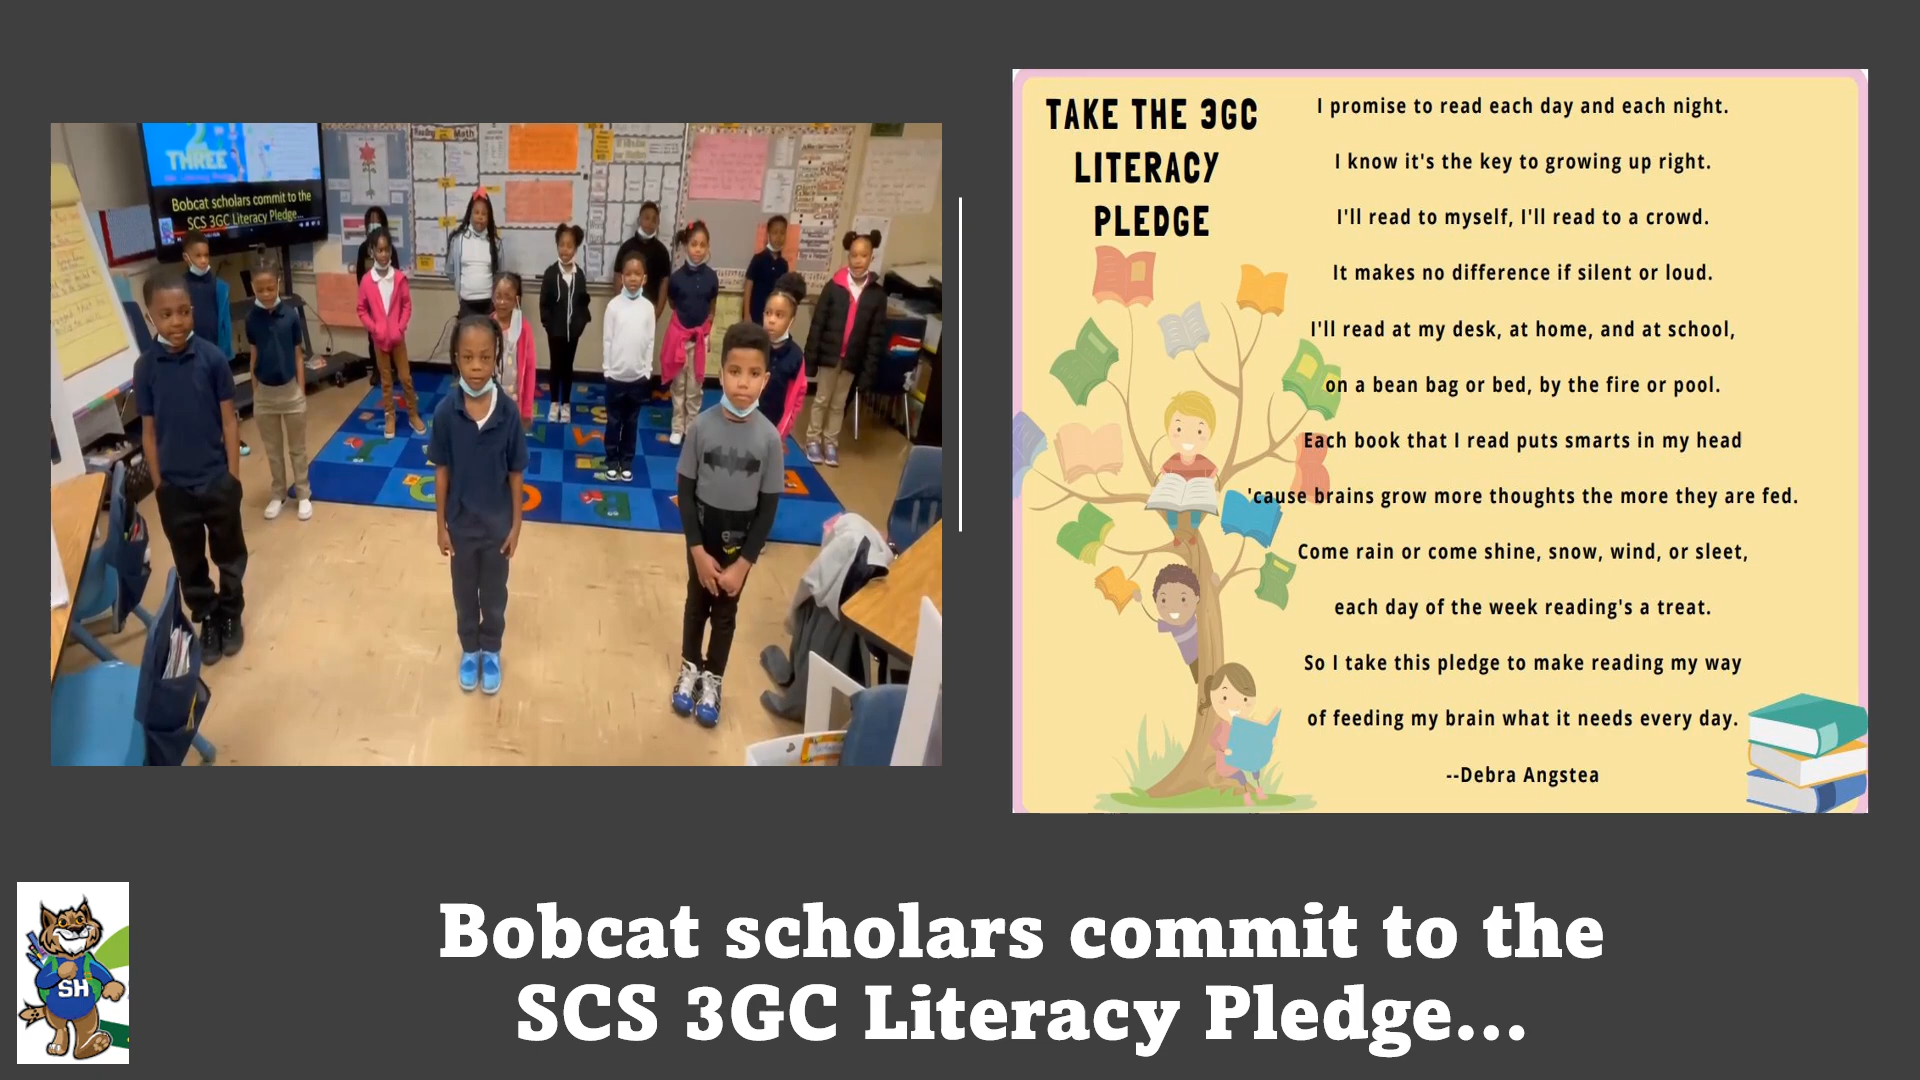 THREE
Bobcat scholars commit to the
SCS 3GC Literacy Pledge...
Reading
Math
TAKE THE 3GC
LITERACY
PLEDGE
I promise to read each day and each night.
I know it's the key to growing up right.
I'll read to myself, I'll read to a crowd.
It makes no difference if silent or loud.
I'll read at my desk, at home, and at school,
on a bean bag or bed, by the fire or pool.
Each book that I read puts smarts in my head
'cause brains grow more thoughts the more they are fed.
Come rain or come shine, snow, wind, or sleet,
each day of the week reading's a treat.
So I take this pledge to make reading my way
of feeding my brain what it needs every day.
--Debra Angstea
SH
Bobcat scholars commit to the
SCS 3GC Literacy Pledge...